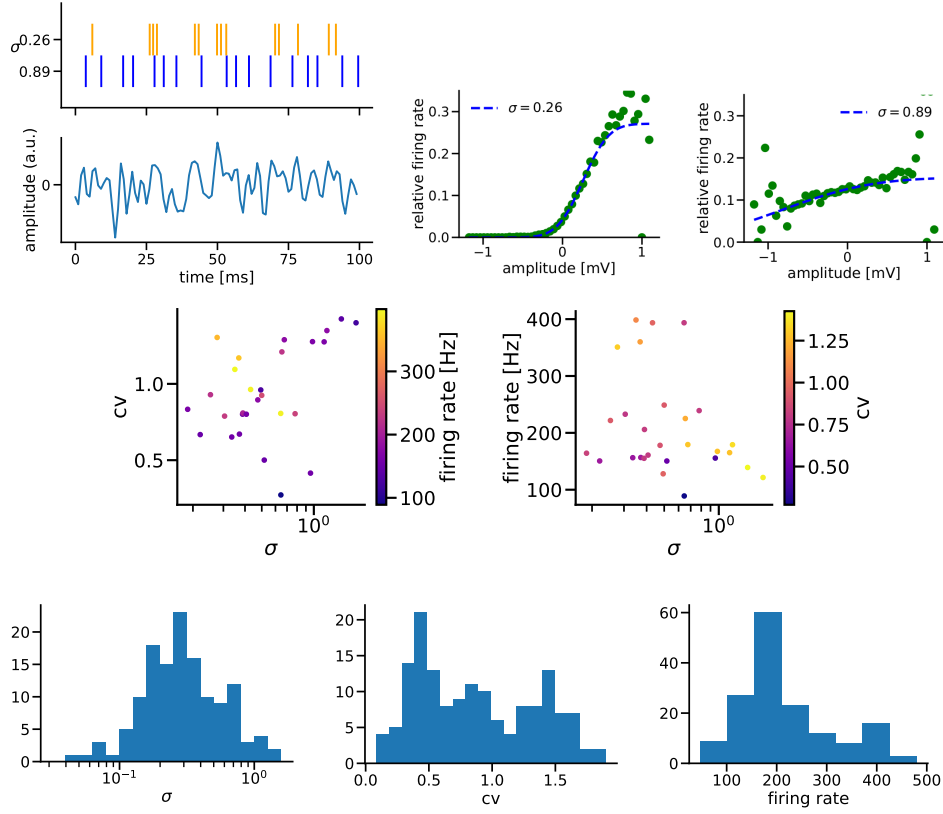 σ
0.26
0.89
amplitude (a.u.)
0
0 25 50 75 100
time [ms]
relative firing rate
0.3
0.2
0.1
0.0
σ = 0.26
−1 0 1
amplitude [mV]
relative firing rate
0.3
0.2
0.1
0.0
σ = 0.89
−1 0 1
amplitude [mV]
cv
1.0
0.5
10⁰
σ
300
200
100
firing rate [Hz]
firing rate [Hz]
400
300
200
100
10⁰
σ
1.25
1.00
0.75
0.50
cv
20
15
10
5
0
10⁻¹ 10⁰
σ
20
15
10
5
0
0.0 0.5 1.0 1.5
cv
60
40
20
0
100 200 300 400 500
firing rate